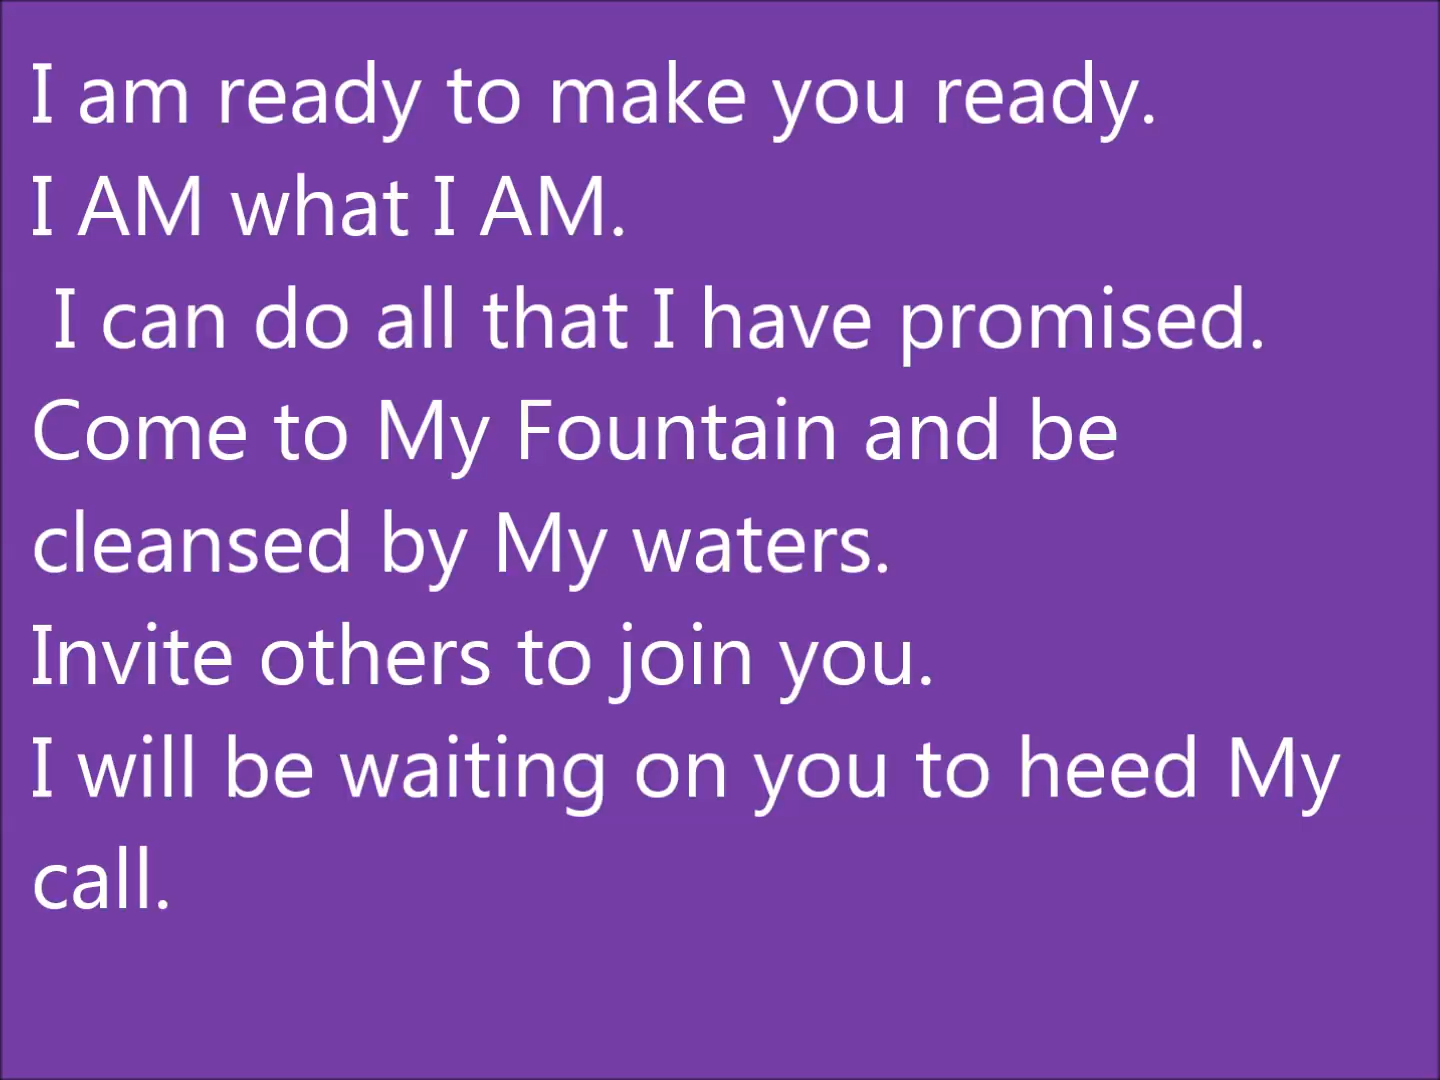 I am ready to make you ready.
I AM what I AM.
I can do all that I have promised.
Come to My Fountain and be
cleansed by My waters.
Invite others to join you.
I will be waiting on you to heed My
call.